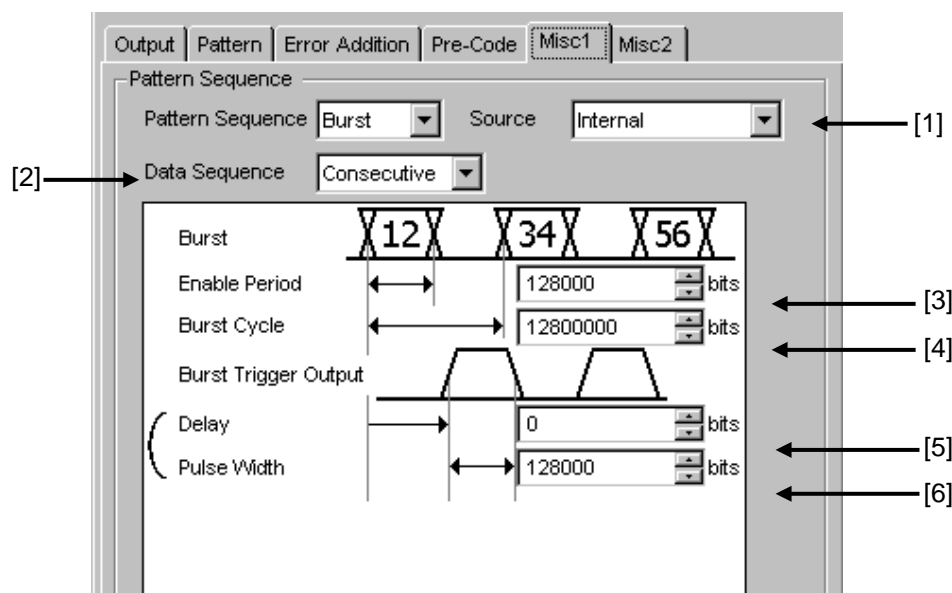 Output Pattern Error Addition Pre-Code Misc1 Misc2
Pattern Sequence
Pattern Sequence Burst Source Internal [1]
[2] Data Sequence Consecutive
Burst 12 34 56
Enable Period 128000 bits [3]
Burst Cycle 12800000 bits [4]
Burst Trigger Output
Delay 0 bits [5]
Pulse Width 128000 bits [6]